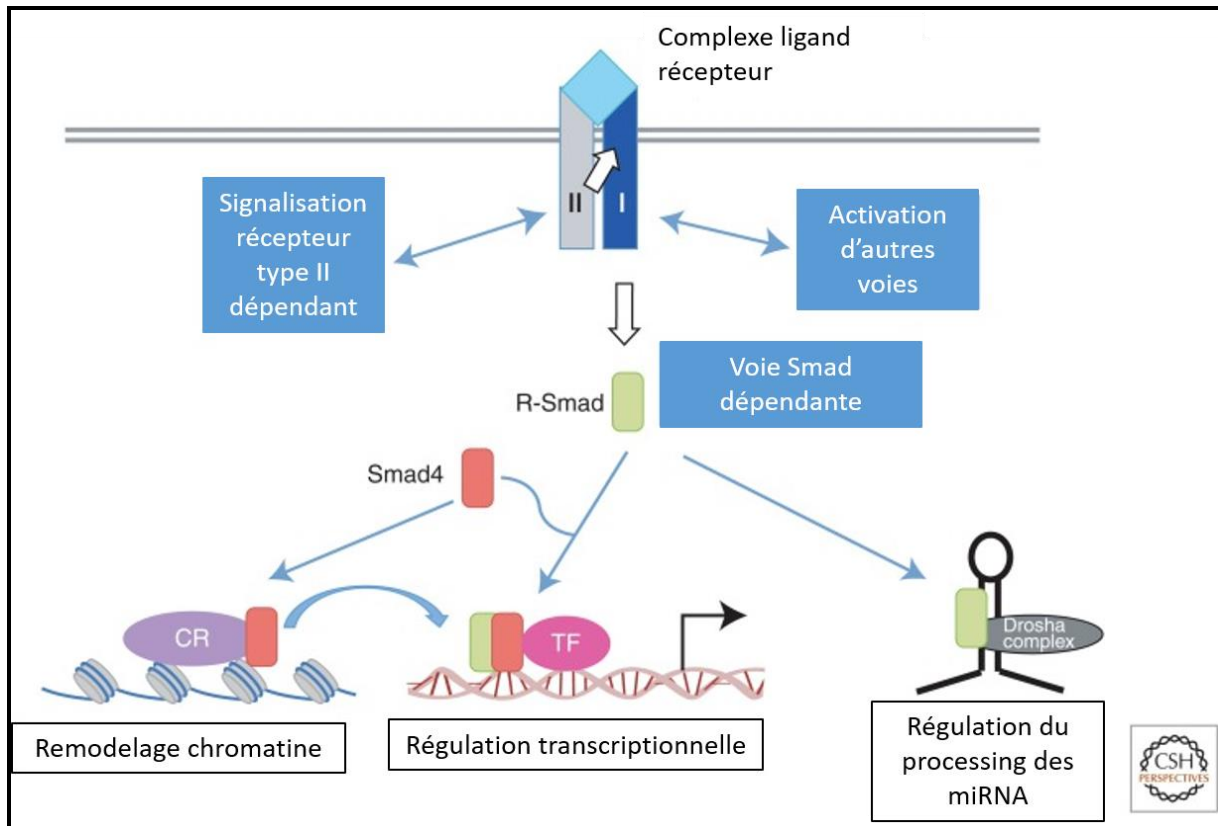 Complexe ligand
récepteur
II
I
Signalisation
récepteur
type II
dépendant
Activation
d’autres
voies
Voie Smad
dépendante
R-Smad
Smad4
CR
TF
Drosha
complex
Remodelage chromatine
Régulation transcriptionnelle
Régulation du
processing des
miRNA
CSH
PERSPECTIVES